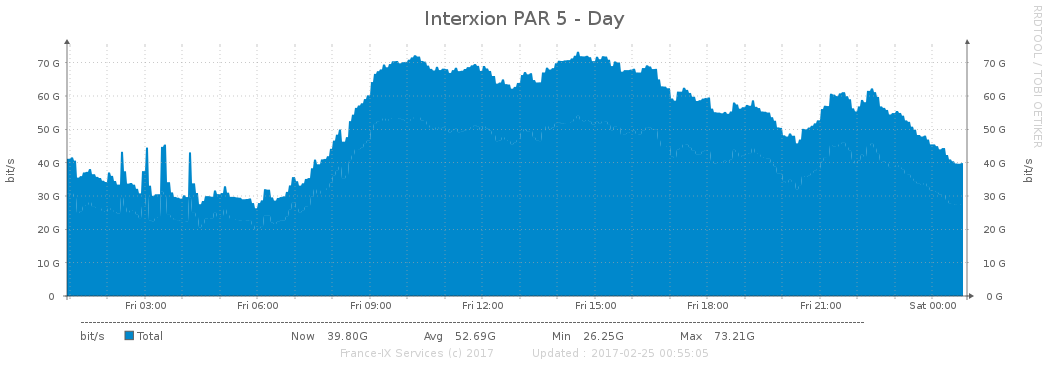 Interxion PAR 5 - Day
RRDTOOL / TOBI OETIKER
bit/s
70 G 70 G
60 G 60 G
50 G 50 G
40 G 40 G
30 G 30 G
20 G 20 G
10 G 10 G
0 0 G
bit/s
Fri 03:00 Fri 06:00 Fri 09:00 Fri 12:00 Fri 15:00 Fri 18:00 Fri 21:00 Sat 00:00
bit/s Total Now 39.80G Avg 52.69G Min 26.25G Max 73.21G
France-IX Services (c) 2017 Updated : 2017-02-25 00:55:05